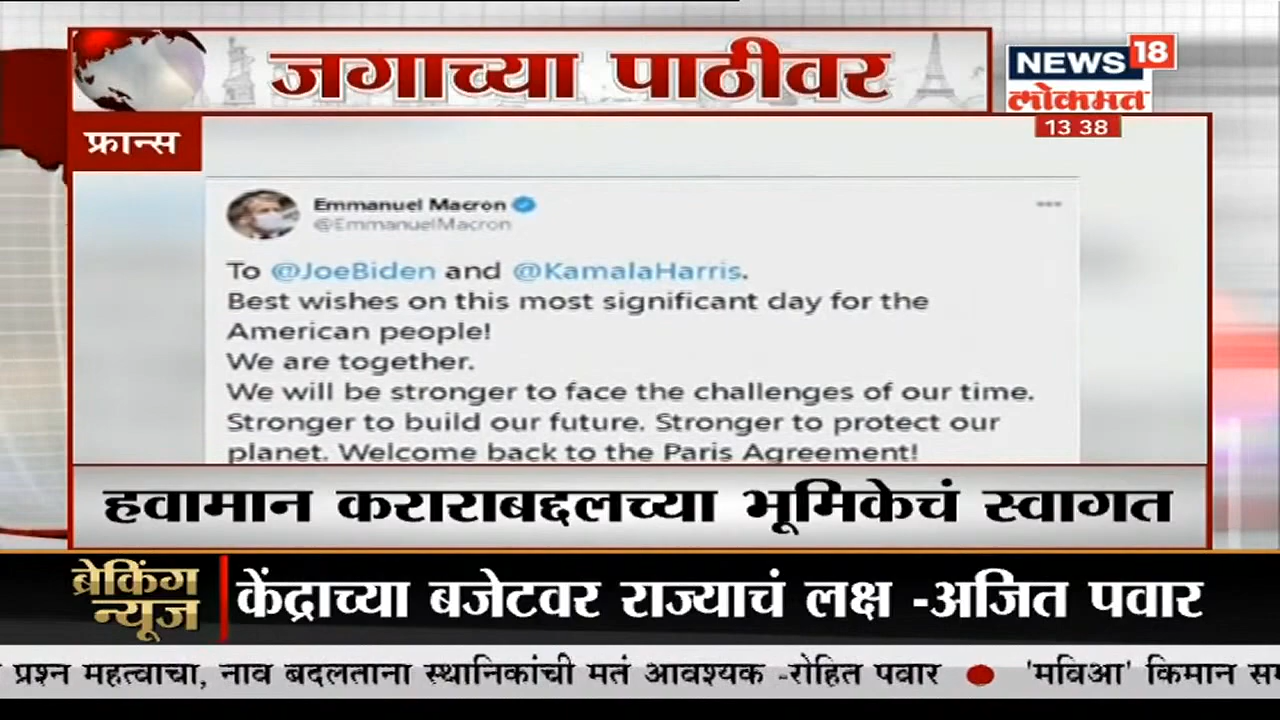 जगाच्या पाठीवर
NEWS 18
लोकमत
13 38
फ्रान्स
Emmanuel Macron
@EmmanuelMacron
To @JoeBiden and @KamalaHarris.
Best wishes on this most significant day for the
American people!
We are together.
We will be stronger to face the challenges of our time.
Stronger to build our future. Stronger to protect our
planet. Welcome back to the Paris Agreement!
हवामान कराराबद्दलच्या भूमिकेचं स्वागत
ब्रेकिंग
न्यूज
केंद्राच्या बजेटवर राज्याचं लक्ष -अजित पवार
प्रश्न महत्वाचा, नाव बदलताना स्थानिकांची मतं आवश्यक -रोहित पवार ● 'मविआ' किमान